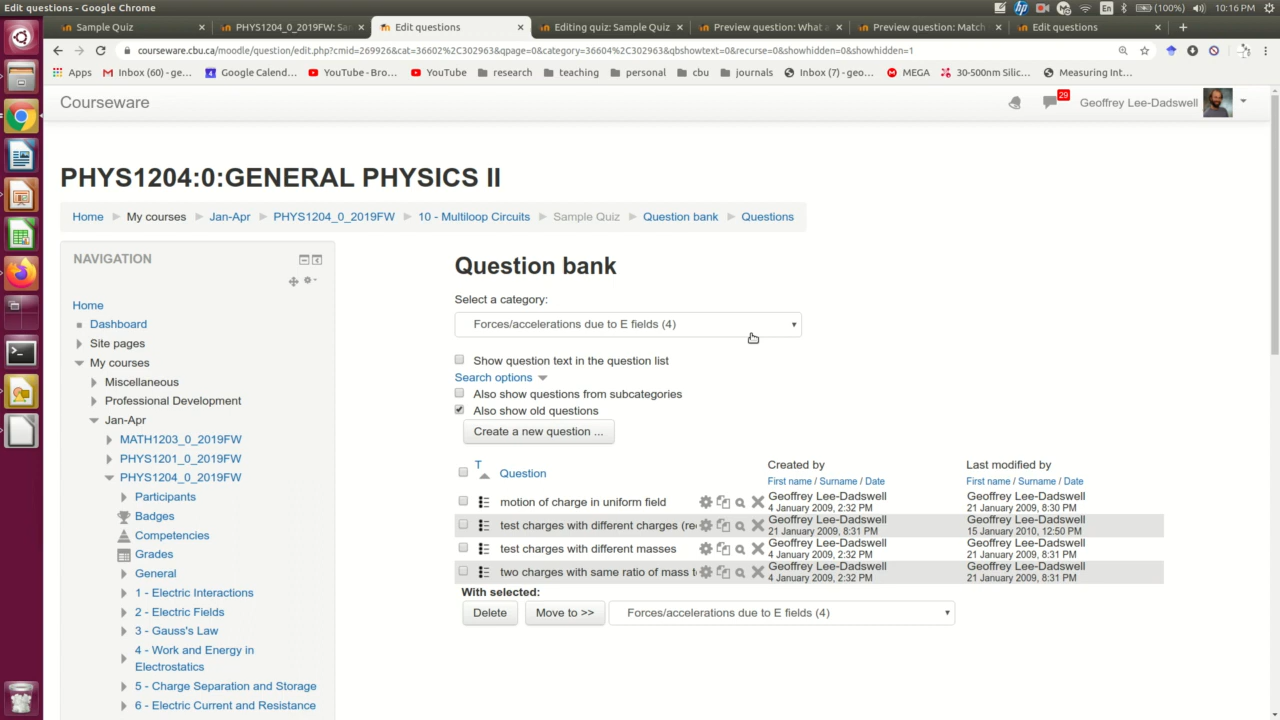 Edit questions - Google Chrome
En (100%) 10:16 PM
Sample Quiz × PHYS1204_0_2019FW: Sa × Edit questions × Editing quiz: Sample Quiz × Preview question: What a × Preview question: Match × Edit questions × +
courseware.cbu.ca/moodle/question/edit.php?cmid=269926&cat=36602%2C302963&qpage=0&category=36604%2C302963&qbshowtext=0&recurse=0&showhidden=0&showhidden=1
Apps Inbox (60) - ge... Google Calend... YouTube - Bro... YouTube research teaching personal cbu journals Inbox (7) - geo... MEGA 30-500nm Silic... Measuring Int...
Courseware 29 Geoffrey Lee-Dadswell
PHYS1204:0:GENERAL PHYSICS II
Home My courses Jan-Apr PHYS1204_0_2019FW 10 - Multiloop Circuits Sample Quiz Question bank Questions
NAVIGATION
Home
Dashboard
Site pages
My courses
Miscellaneous
Professional Development
Jan-Apr
MATH1203_0_2019FW
PHYS1201_0_2019FW
PHYS1204_0_2019FW
Participants
Badges
Competencies
Grades
General
1 - Electric Interactions
2 - Electric Fields
3 - Gauss's Law
4 - Work and Energy in
Electrostatics
5 - Charge Separation and Storage
6 - Electric Current and Resistance
Question bank
Select a category:
Forces/accelerations due to E fields (4)
Show question text in the question list
Search options
Also show questions from subcategories
Also show old questions
Create a new question ...
T Question Created by Last modified by
First name / Surname / Date First name / Surname / Date
motion of charge in uniform field Geoffrey Lee-Dadswell Geoffrey Lee-Dadswell
4 January 2009, 2:32 PM 21 January 2009, 8:30 PM
test charges with different charges (re Geoffrey Lee-Dadswell Geoffrey Lee-Dadswell
21 January 2009, 8:31 PM 15 January 2010, 12:50 PM
test charges with different masses Geoffrey Lee-Dadswell Geoffrey Lee-Dadswell
4 January 2009, 2:32 PM 21 January 2009, 8:31 PM
two charges with same ratio of mass t Geoffrey Lee-Dadswell Geoffrey Lee-Dadswell
4 January 2009, 2:32 PM 21 January 2009, 8:31 PM
With selected:
Delete Move to >> Forces/accelerations due to E fields (4)